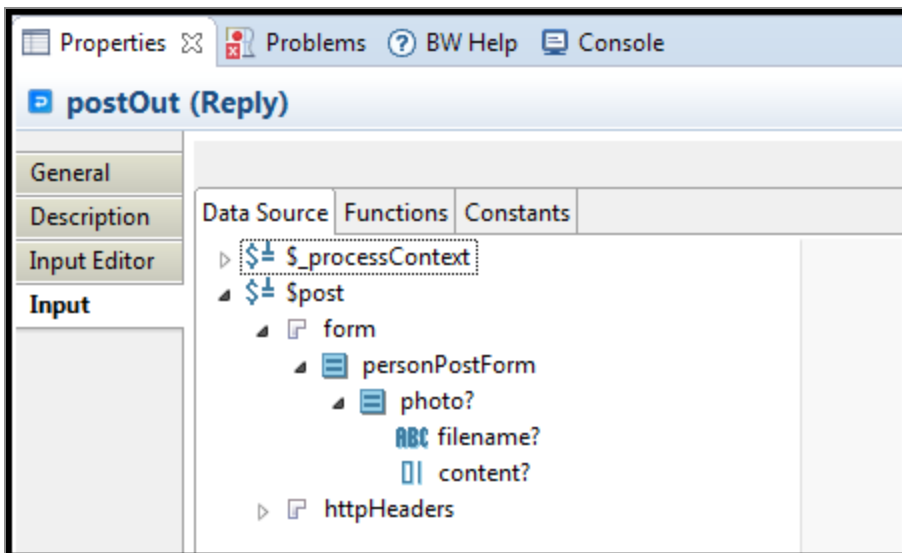 Properties Problems BW Help Console
postOut (Reply)
General
Description
Input Editor
Input
Data Source Functions Constants
$_processContext
$post
form
personPostForm
photo?
ABC filename?
content?
httpHeaders